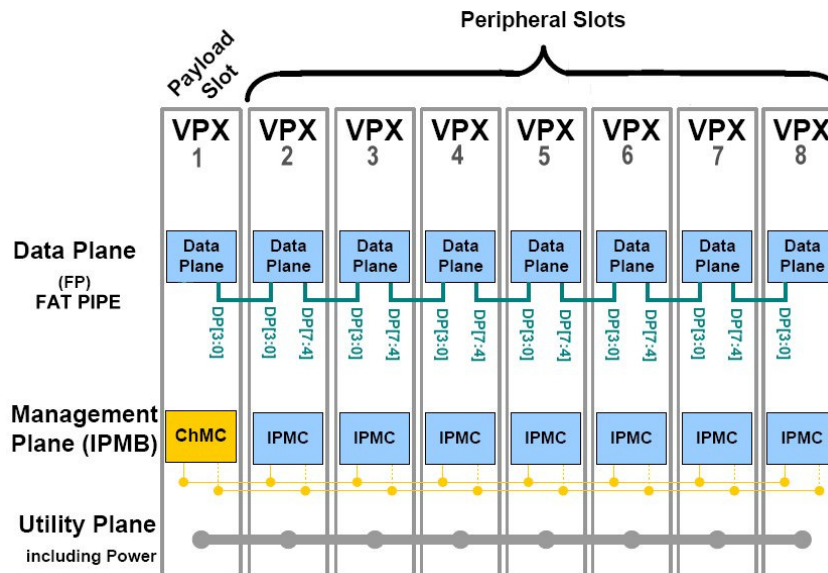 Peripheral Slots
Payload
Slot
VPX VPX VPX VPX VPX VPX VPX VPX
1 2 3 4 5 6 7 8
Data Plane
(FP)
FAT PIPE
Data Data Data Data Data Data Data Data
Plane Plane Plane Plane Plane Plane Plane Plane
DP[3:0] DP[3:0] DP[7:4] DP[3:0] DP[7:4] DP[3:0] DP[7:4] DP[3:0] DP[7:4] DP[3:0] DP[7:4] DP[3:0] DP[7:4] DP[3:0]
Management
Plane (IPMB)
ChMC IPMC IPMC IPMC IPMC IPMC IPMC IPMC
Utility Plane
including Power